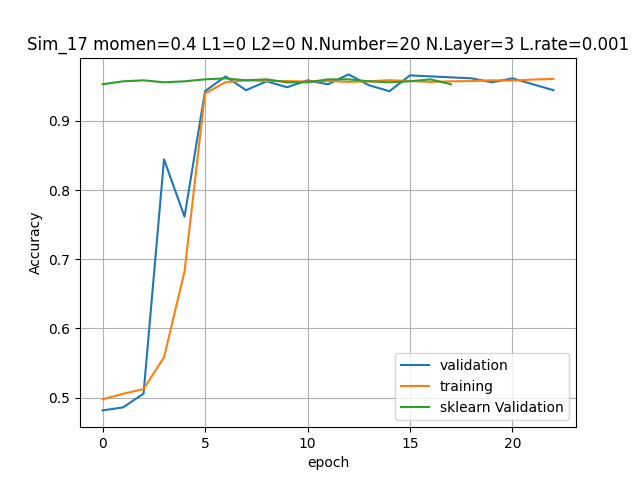 Sim_17 momen=0.4 L1=0 L2=0 N.Number=20 N.Layer=3 L.rate=0.001
Accuracy
0.9
0.8
0.7
0.6
0.5
validation
training
sklearn Validation
0 5 10 15 20
epoch